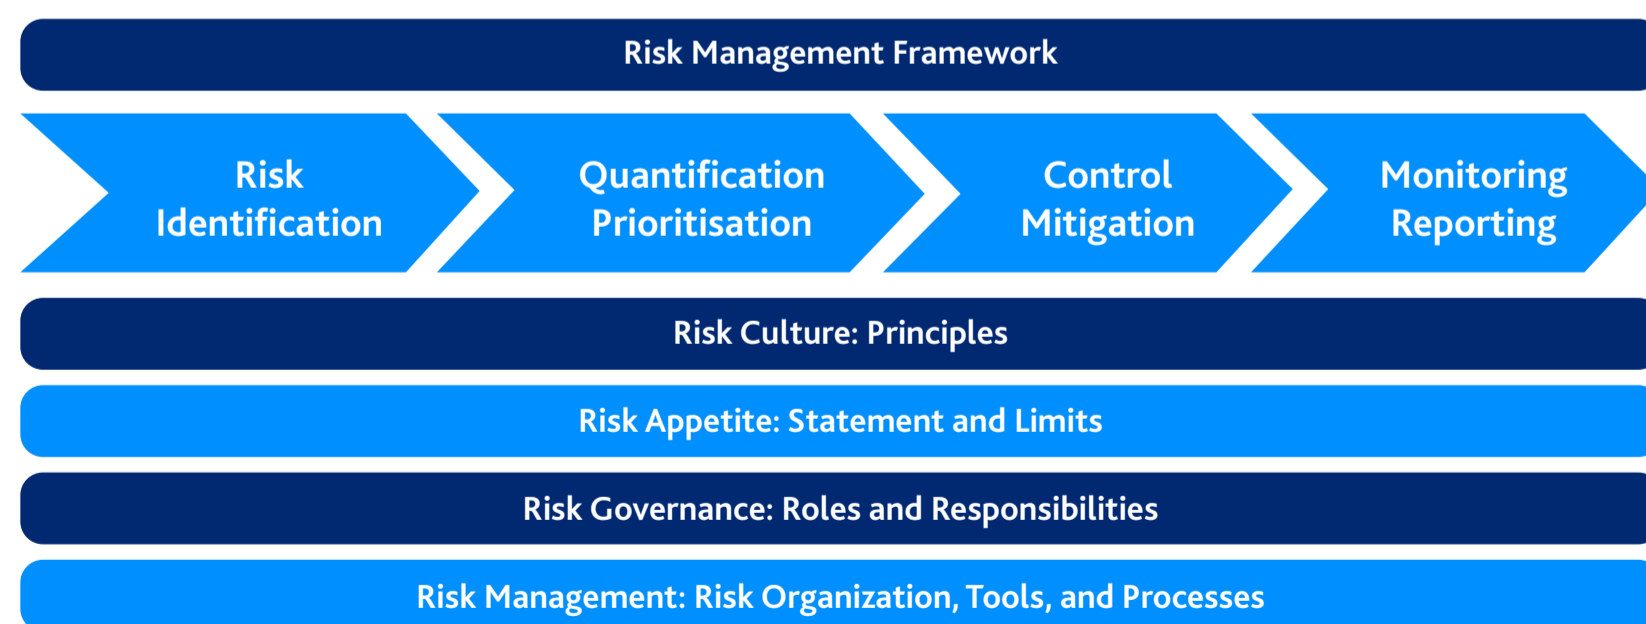 Risk Management Framework
Risk
Identification
Quantification
Prioritisation
Control
Mitigation
Monitoring
Reporting
Risk Culture: Principles
Risk Appetite: Statement and Limits
Risk Governance: Roles and Responsibilities
Risk Management: Risk Organization, Tools, and Processes